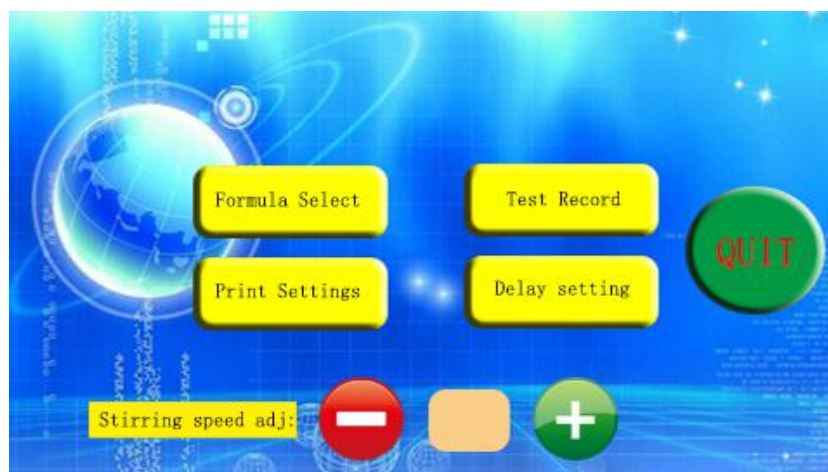 Formula Select
Test Record
QUIT
Print Settings
Delay setting
Stirring speed adj: